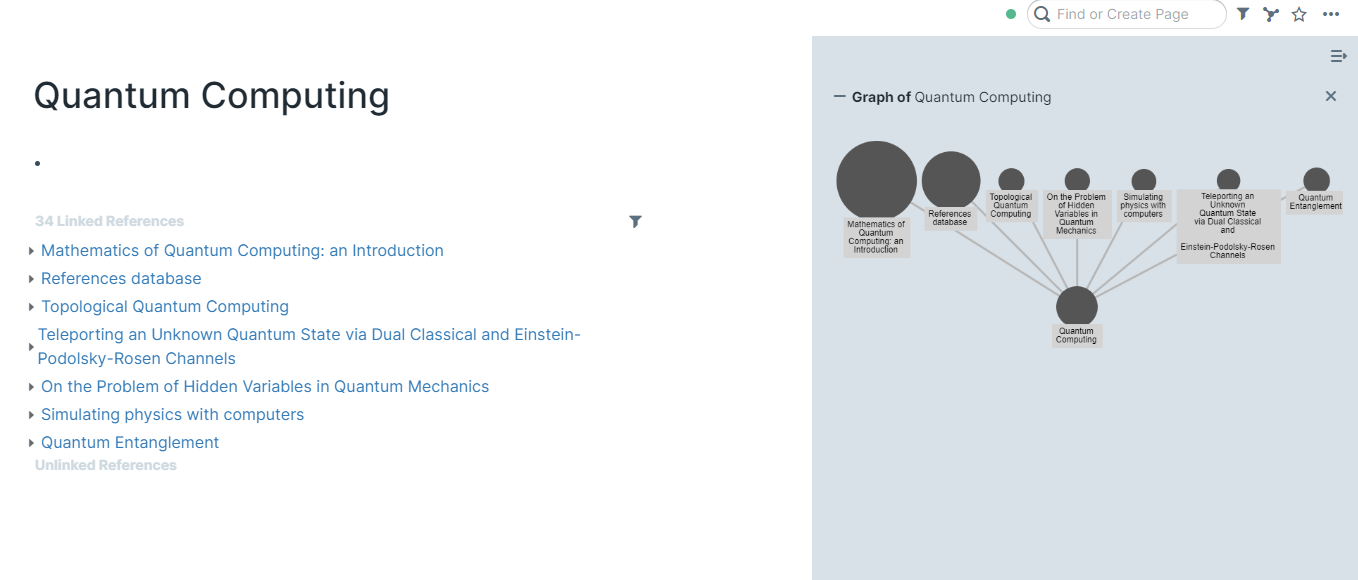 Find or Create Page
Quantum Computing
34 Linked References
Mathematics of Quantum Computing: an Introduction
References database
Topological Quantum Computing
Teleporting an Unknown Quantum State via Dual Classical and Einstein-
Podolsky-Rosen Channels
On the Problem of Hidden Variables in Quantum Mechanics
Simulating physics with computers
Quantum Entanglement
Unlinked References
Graph of Quantum Computing
Mathematics of
Quantum
Computing: an
Introduction
References
database
Topological
Quantum
Computing
On the Problem
of Hidden
Variables in
Quantum
Mechanics
Simulating
physics with
computers
Teleporting an
Unknown
Quantum State
via Dual Classical
and
Einstein-Podolsky-Rosen
Channels
Quantum
Entanglement
Quantum
Computing